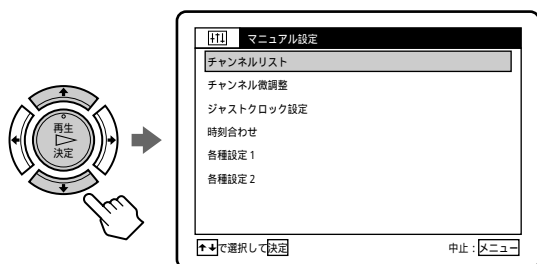 再生
決定
マニュアル設定
チャンネルリスト
チャンネル微調整
ジャストクロック設定
時刻合わせ
各種設定1
各種設定2
↑↓で選択して決定 中止：メニュー